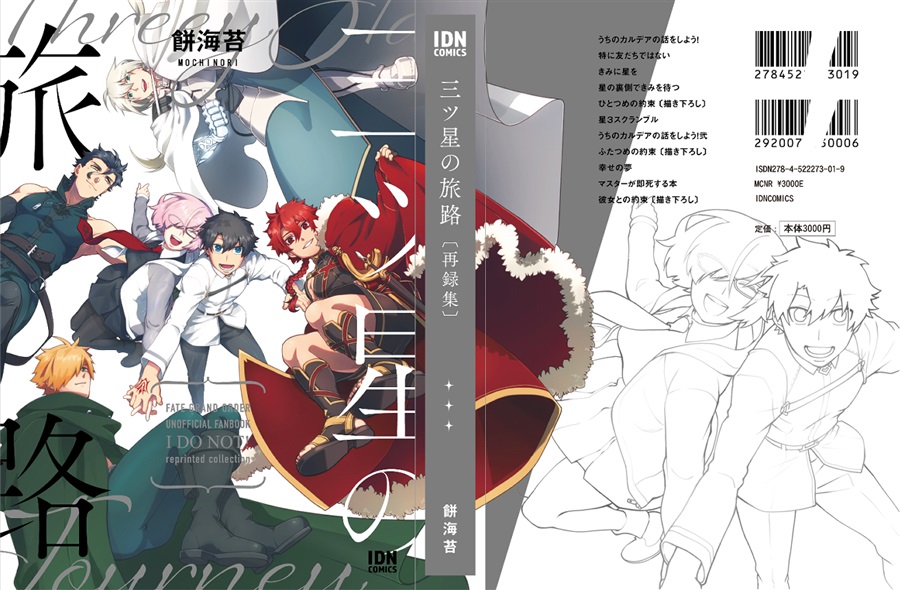 Three
旅
路
三ツ星の
Journey
餅海苔
MOCHINORI
FATE GRAND ORDER
UNOFFICIAL FANBOOK
I DO NOT!
reprinted collection
IDN
COMICS
IDN
COMICS
三ツ星の旅路［再録集］
餅海苔
うちのカルデアの話をしよう!
特に友だちではない
きみに星を
星の裏側できみを待つ
ひとつめの約束［描き下ろし］
星3スクランブル
うちのカルデアの話をしよう!弐
ふたつめの約束［描き下ろし］
幸せの夢
マスターが即死する本
彼女との約束［描き下ろし］
278452 3019
292007 50006
ISDN278-4-522273-01-9
MCNR ¥3000E
IDNCOMICS
定価： 本体3000円